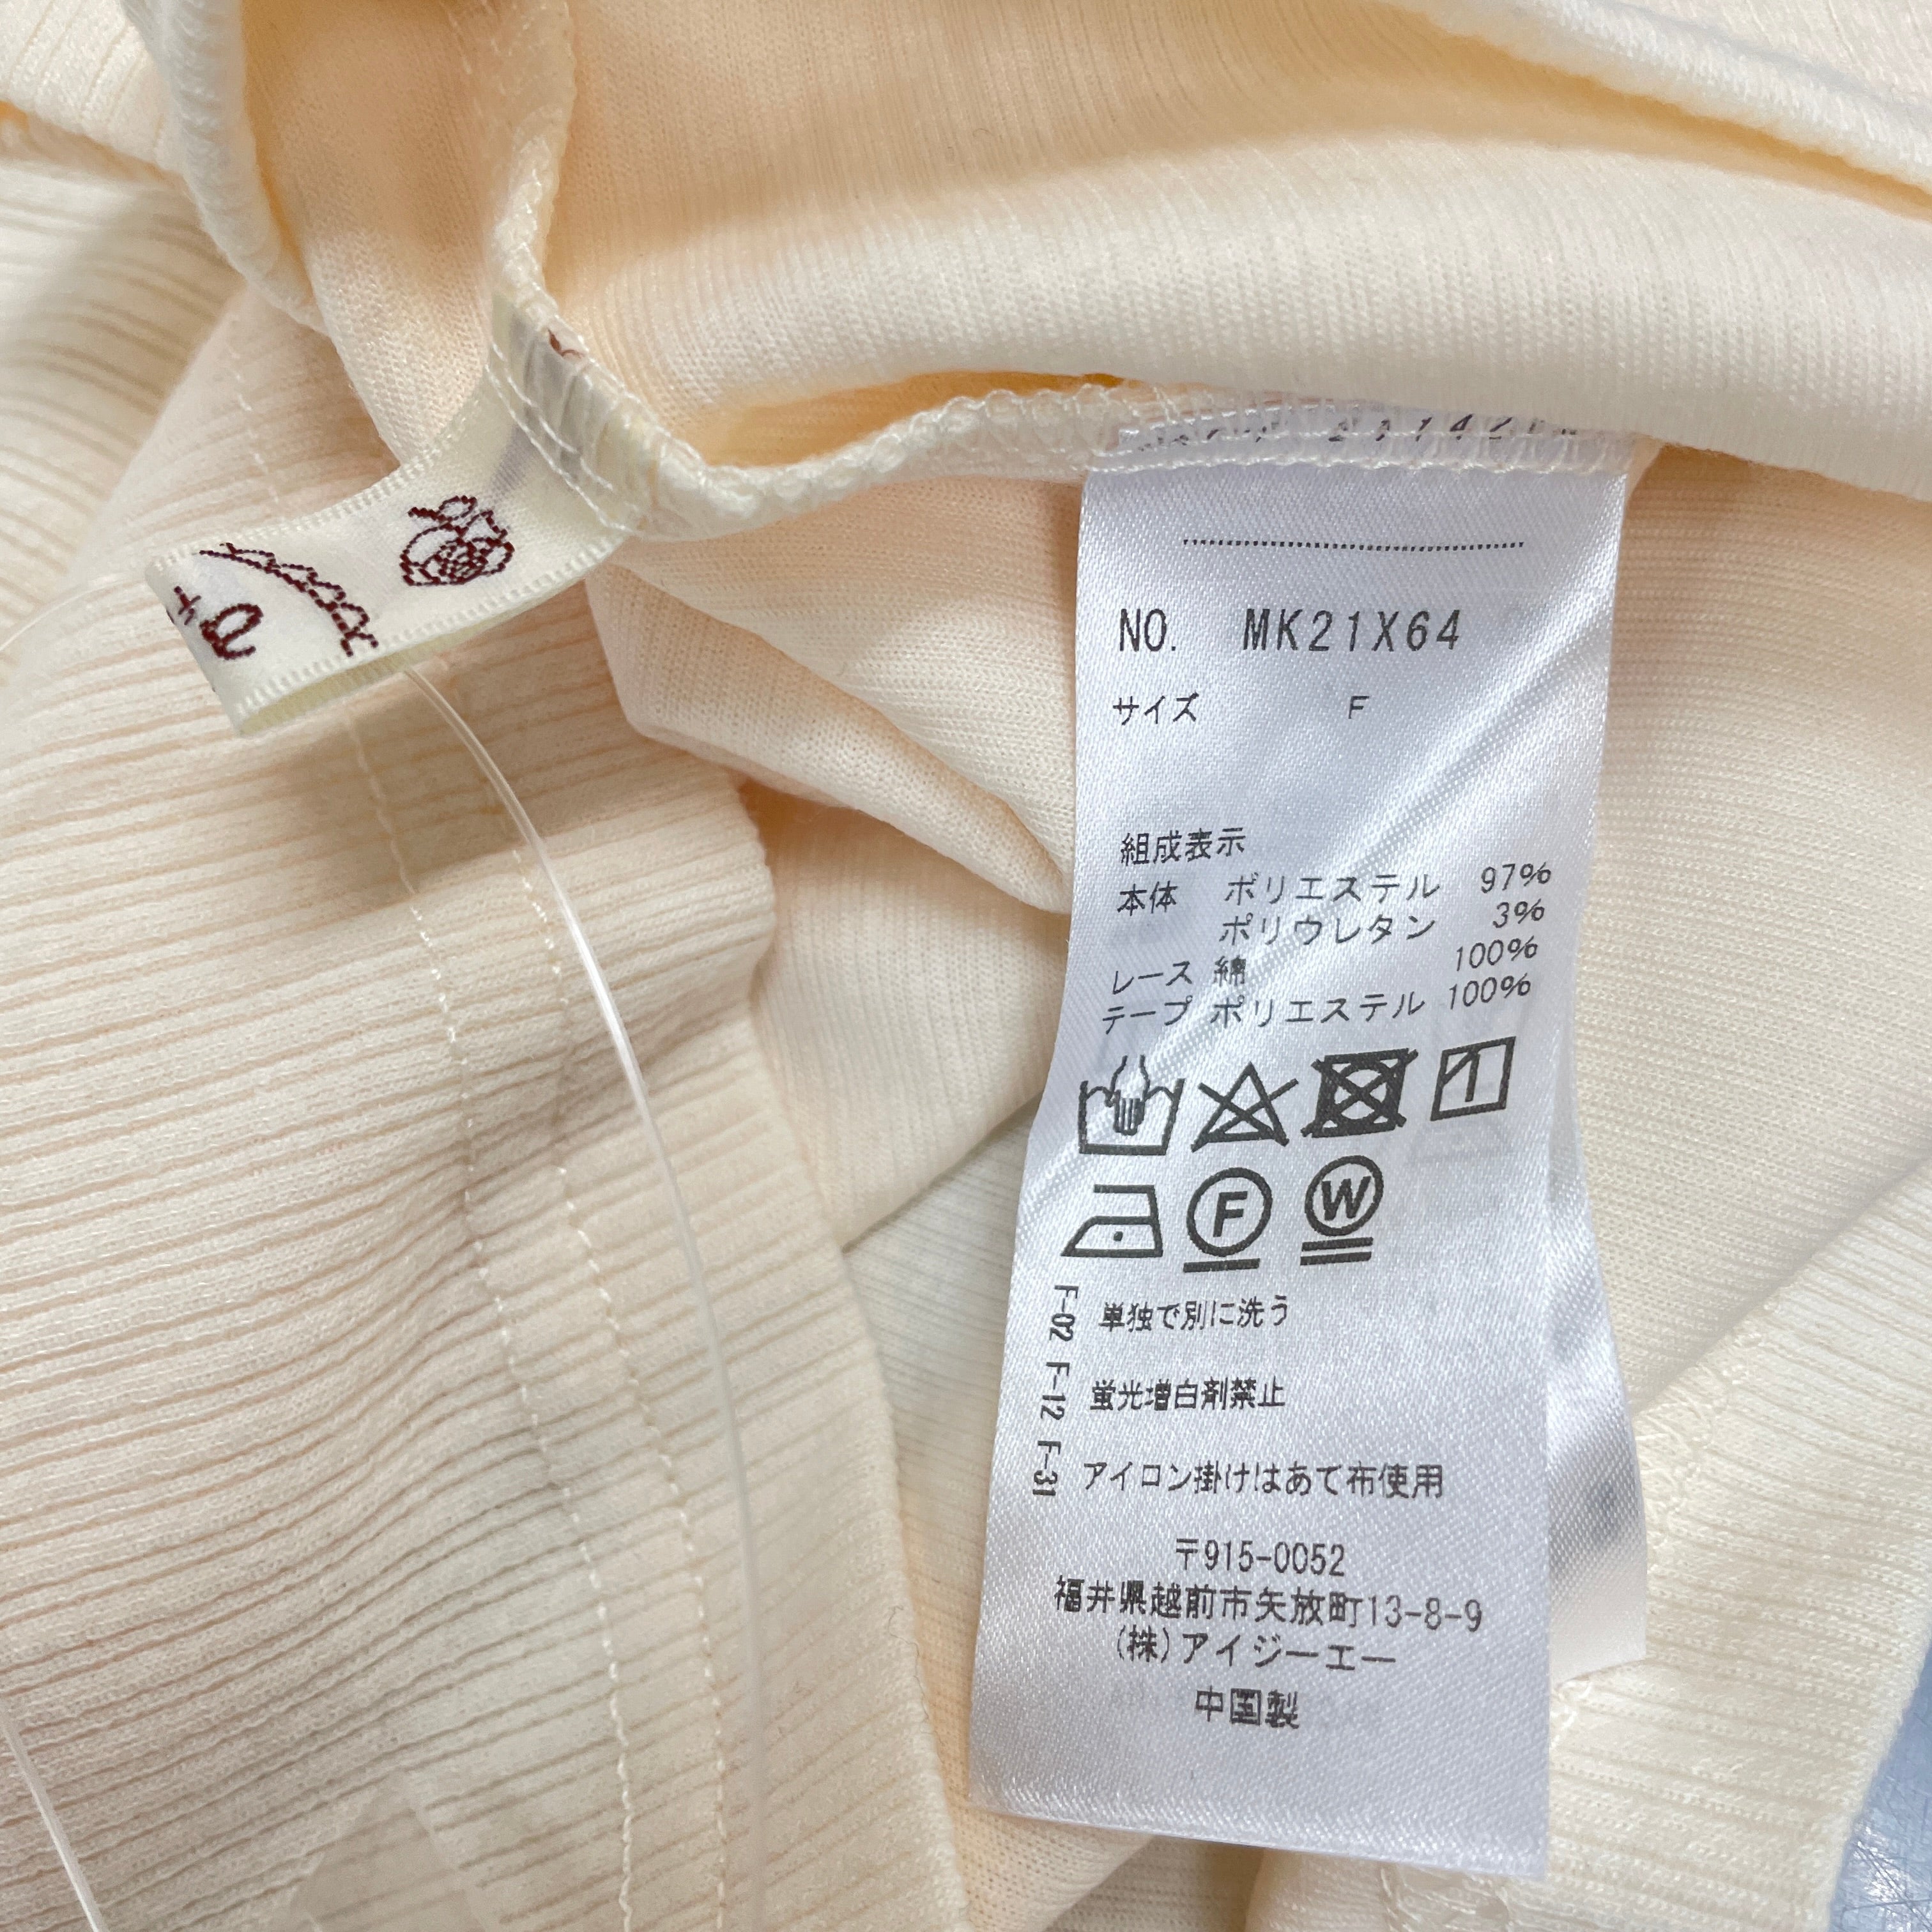 NO. MK21X64
サイズ F
組成表示
本体 ポリエステル 97%
ポリウレタン 3%
レース 綿 100%
テープ ポリエステル 100%
F
W
F-02 単独で別に洗う
F-12 蛍光増白剤禁止
F-31 アイロン掛けはあて布使用
〒915-0052
福井県越前市矢放町13-8-9
(株)アイジーエー
中国製